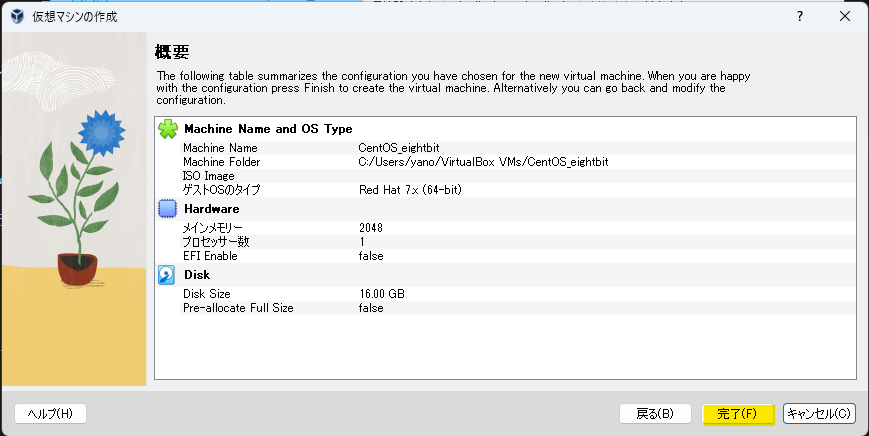 仮想マシンの作成
?
概要
The following table summarizes the configuration you have chosen for the new virtual machine. When you are happy
with the configuration press Finish to create the virtual machine. Alternatively you can go back and modify the
configuration.
Machine Name and OS Type
Machine Name CentOS_eightbit
Machine Folder C:/Users/yano/VirtualBox VMs/CentOS_eightbit
ISO Image
ゲストOSのタイプ Red Hat 7.x (64-bit)
Hardware
メインメモリー 2048
プロセッサー数 1
EFI Enable false
Disk
Disk Size 16.00 GB
Pre-allocate Full Size false
ヘルプ(H) 戻る(B) 完了(F) キャンセル(C)